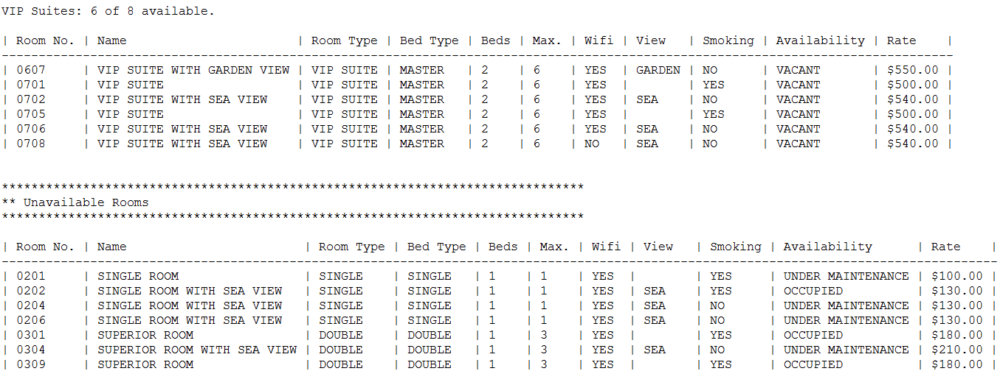 VIP Suites: 6 of 8 available.
| Room No. | Name                       | Room Type | Bed Type | Beds | Max. | Wifi | View   | Smoking | Availability | Rate    |
---------------------------------------------------------------------------------------------------------------------------------
| 0607     | VIP SUITE WITH GARDEN VIEW | VIP SUITE | MASTER   | 2    | 6    | YES  | GARDEN | NO      | VACANT       | $550.00 |
| 0701     | VIP SUITE                  | VIP SUITE | MASTER   | 2    | 6    | YES  |        | YES     | VACANT       | $500.00 |
| 0702     | VIP SUITE WITH SEA VIEW    | VIP SUITE | MASTER   | 2    | 6    | YES  | SEA    | NO      | VACANT       | $540.00 |
| 0705     | VIP SUITE                  | VIP SUITE | MASTER   | 2    | 6    | YES  |        | YES     | VACANT       | $500.00 |
| 0706     | VIP SUITE WITH SEA VIEW    | VIP SUITE | MASTER   | 2    | 6    | YES  | SEA    | NO      | VACANT       | $540.00 |
| 0708     | VIP SUITE WITH SEA VIEW    | VIP SUITE | MASTER   | 2    | 6    | NO   | SEA    | NO      | VACANT       | $540.00 |
*******************************************************************************
** Unavailable Rooms
*******************************************************************************
| Room No. | Name                        | Room Type | Bed Type | Beds | Max. | Wifi | View   | Smoking | Availability      | Rate    |
---------------------------------------------------------------------------------------------------------------------------------------
| 0201     | SINGLE ROOM                 | SINGLE    | SINGLE   | 1    | 1    | YES  |        | YES     | UNDER MAINTENANCE | $100.00 |
| 0202     | SINGLE ROOM WITH SEA VIEW   | SINGLE    | SINGLE   | 1    | 1    | YES  | SEA    | YES     | OCCUPIED          | $130.00 |
| 0204     | SINGLE ROOM WITH SEA VIEW   | SINGLE    | SINGLE   | 1    | 1    | YES  | SEA    | NO      | UNDER MAINTENANCE | $130.00 |
| 0206     | SINGLE ROOM WITH SEA VIEW   | SINGLE    | SINGLE   | 1    | 1    | YES  | SEA    | NO      | UNDER MAINTENANCE | $130.00 |
| 0301     | SUPERIOR ROOM               | DOUBLE    | DOUBLE   | 1    | 3    | YES  |        | YES     | OCCUPIED          | $180.00 |
| 0304     | SUPERIOR ROOM WITH SEA VIEW | DOUBLE    | DOUBLE   | 1    | 3    | YES  | SEA    | NO      | UNDER MAINTENANCE | $210.00 |
| 0309     | SUPERIOR ROOM               | DOUBLE    | DOUBLE   | 1    | 3    | YES  |        | YES     | OCCUPIED          | $180.00 |